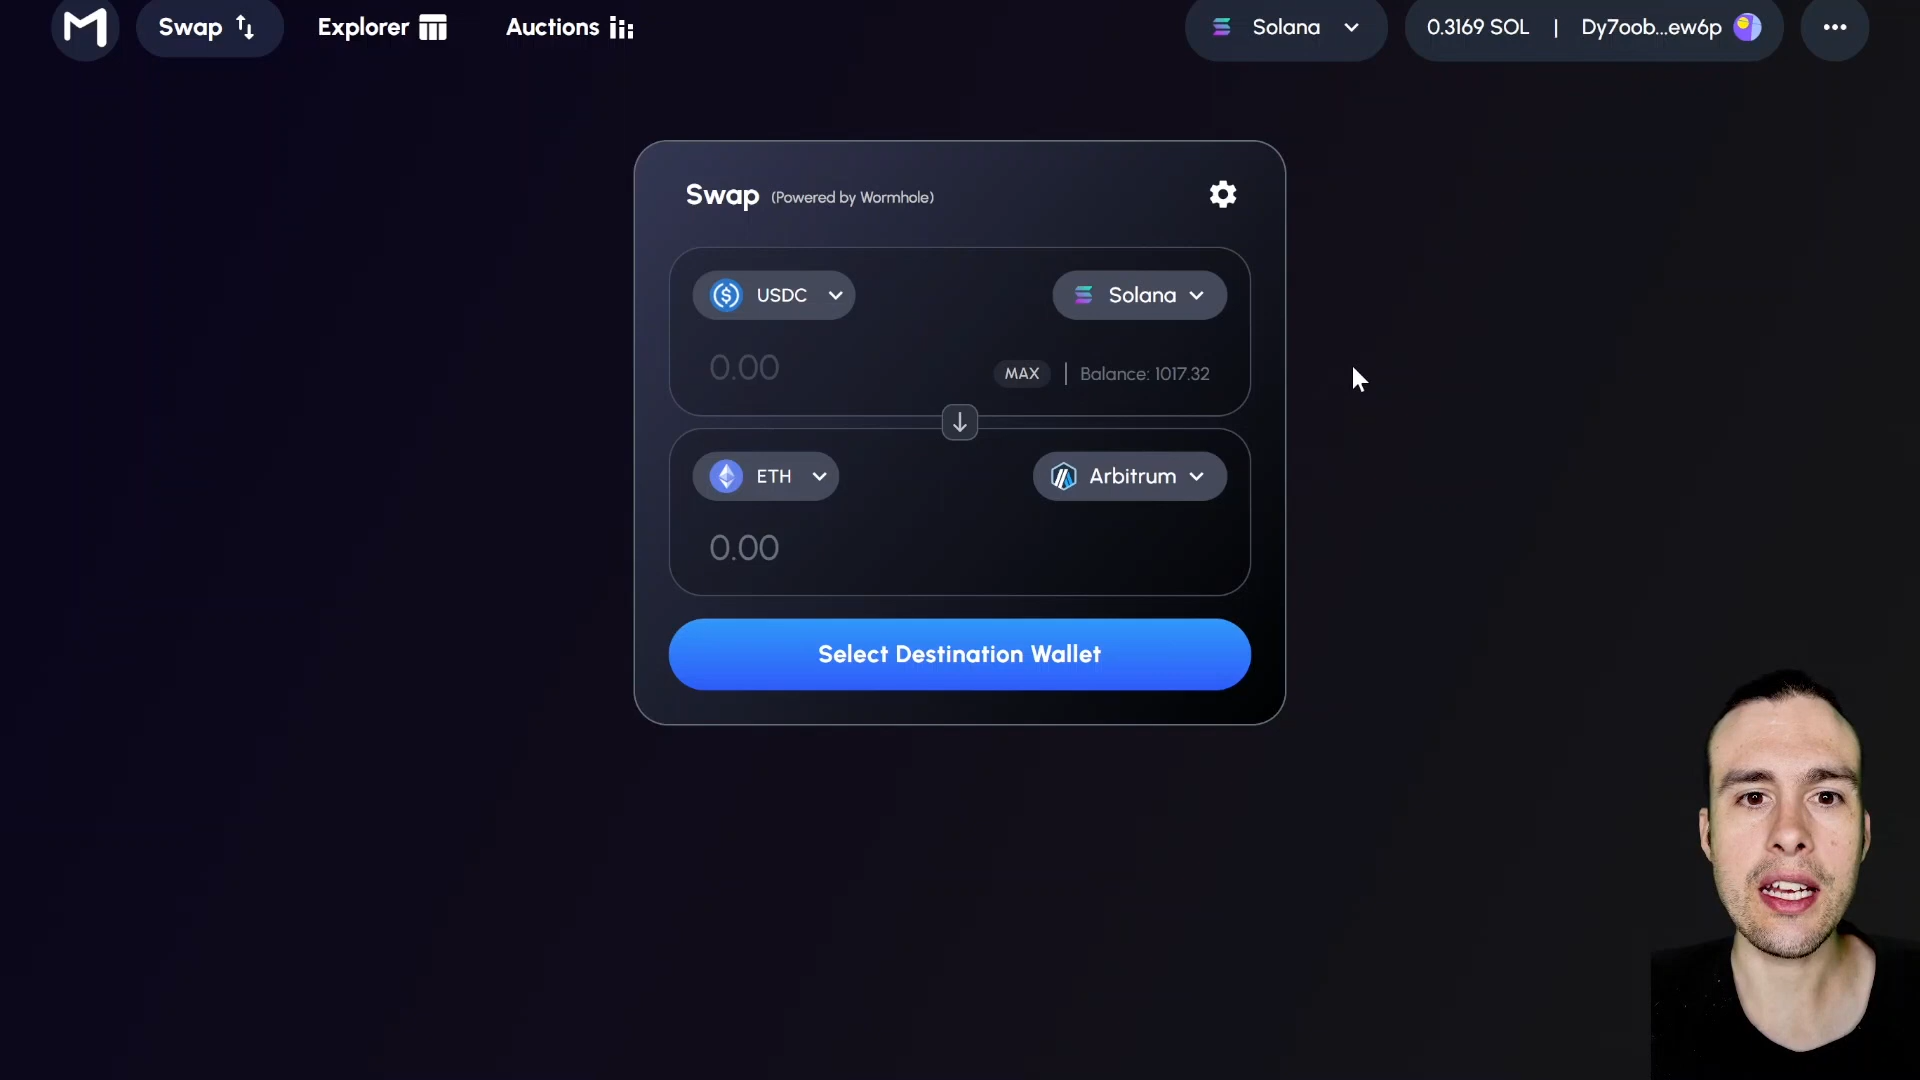 Swap Explorer Auctions Solana 0.3169 SOL | Dy7oob...ew6p
Swap (Powered by Wormhole)
USDC Solana
0.00 MAX | Balance: 1017.32
ETH Arbitrum
0.00
Select Destination Wallet